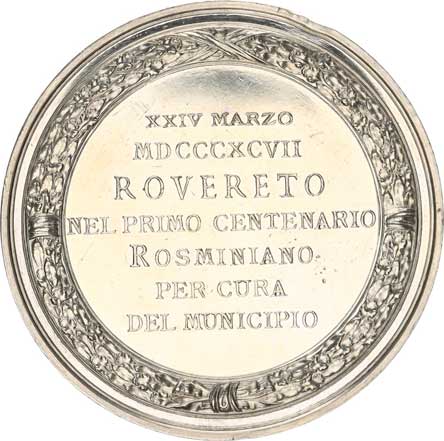 XXIV MARZO
MDCCCXCVII
ROVERETO
NEL PRIMO CENTENARIO
ROSMINIANO
PER CURA
DEL MUNICIPIO